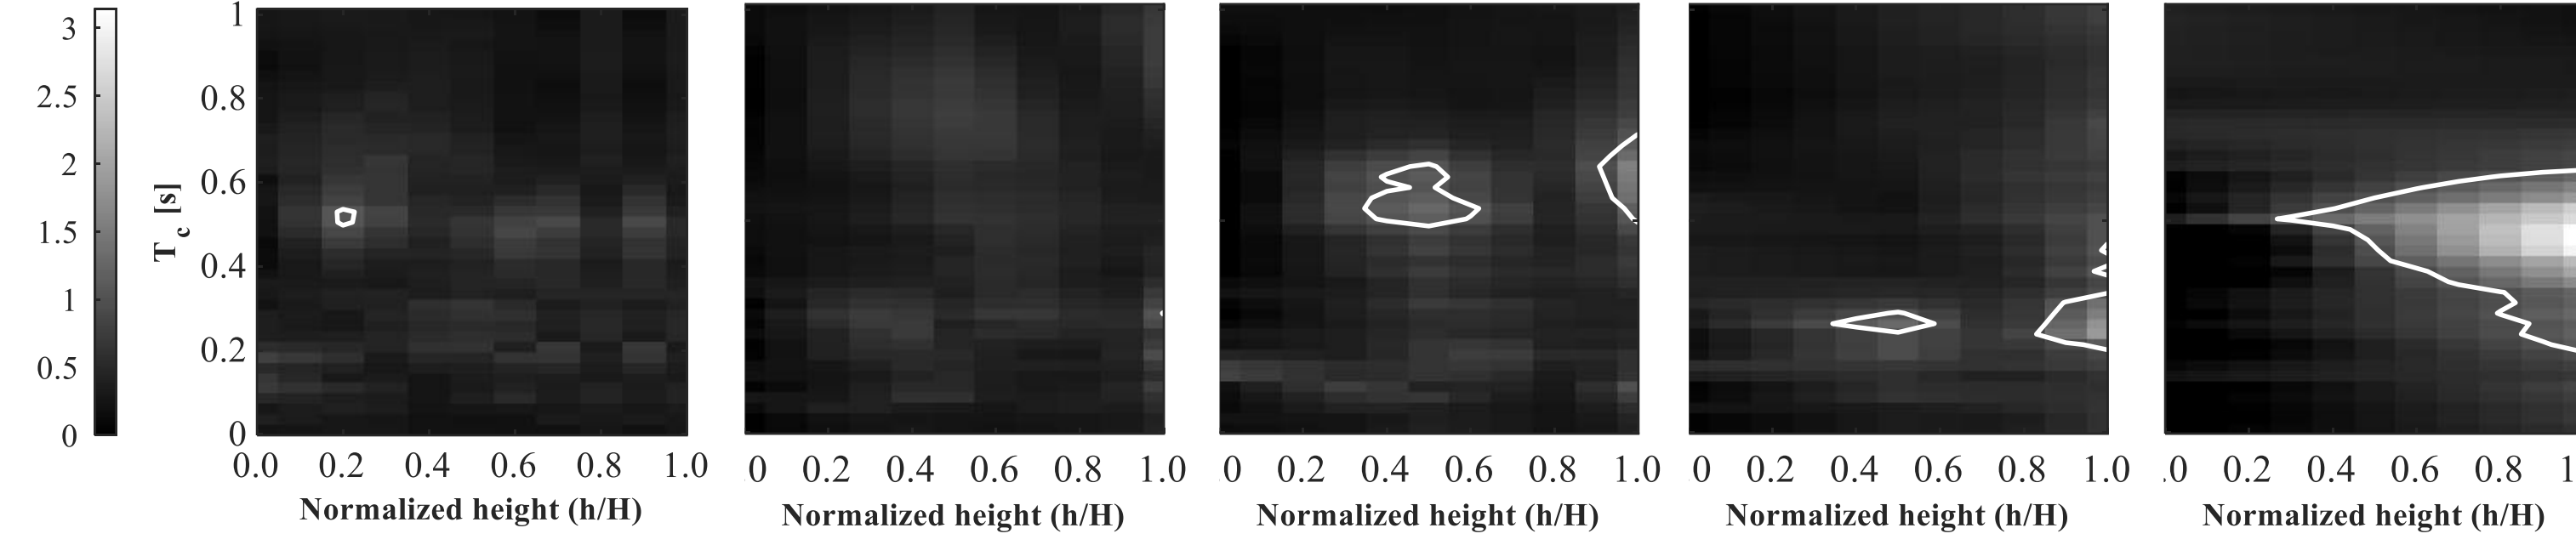 3
2.5
2
1.5
1
0.5
0
T c [s]
1
0.8
0.6
0.4
0.2
0
0.0 0.2 0.4 0.6 0.8 1.0
Normalized height (h/H)
.0 0.2 0.4 0.6 0.8 1.0
Normalized height (h/H)
0 0.2 0.4 0.6 0.8 1.0
Normalized height (h/H)
.0 0.2 0.4 0.6 0.8 1.0
Normalized height (h/H)
.0 0.2 0.4 0.6 0.8 1
Normalized height (h/H)